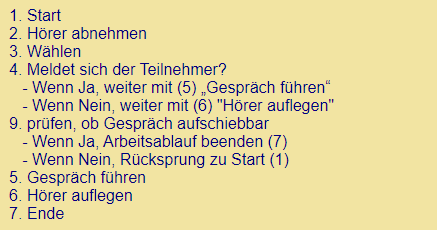 1. Start
2. Hörer abnehmen
3. Wählen
4. Meldet sich der Teilnehmer?
- Wenn Ja, weiter mit (5) „Gespräch führen“
- Wenn Nein, weiter mit (6) "Hörer auflegen"
9. prüfen, ob Gespräch aufschiebbar
- Wenn Ja, Arbeitsablauf beenden (7)
- Wenn Nein, Rücksprung zu Start (1)
5. Gespräch führen
6. Hörer auflegen
7. Ende